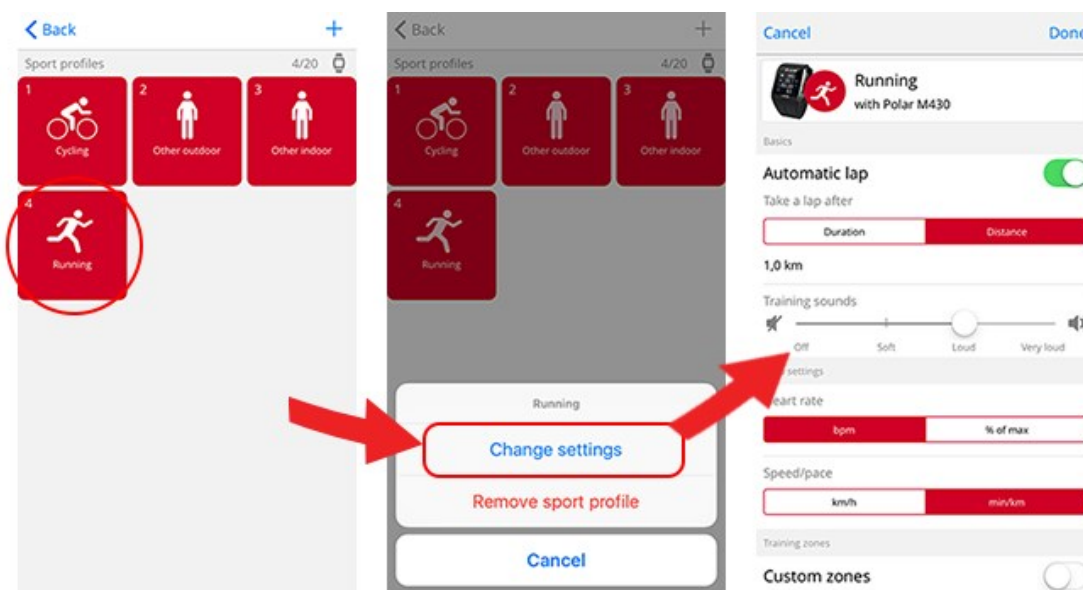 Back
Sport profiles 4/20
1 2 3
Cycling Other outdoor Other indoor
4
Running
Back
Sport profiles 4/20
1 2 3
Cycling Other outdoor Other indoor
4
Running
Running
Change settings
Remove sport profile
Cancel
Cancel Done
Running
with Polar M430
Basics
Automatic lap
Take a lap after
Duration Distance
1,0 km
Training sounds
Off Soft Loud Very loud
settings
eart rate
bpm % of max
Speed/pace
km/h min/km
Training zones
Custom zones